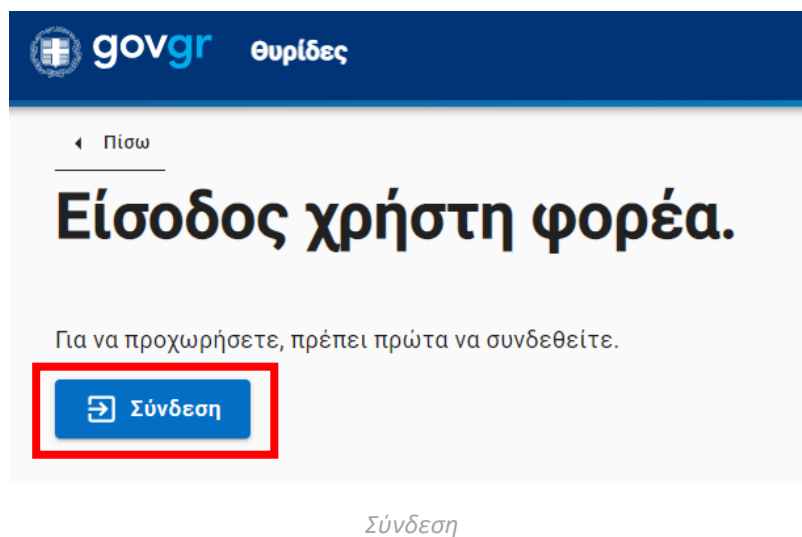 govgr Θυρίδες
Πίσω
Είσοδος χρήστη φορέα.
Για να προχωρήσετε, πρέπει πρώτα να συνδεθείτε.
Σύνδεση
Σύνδεση